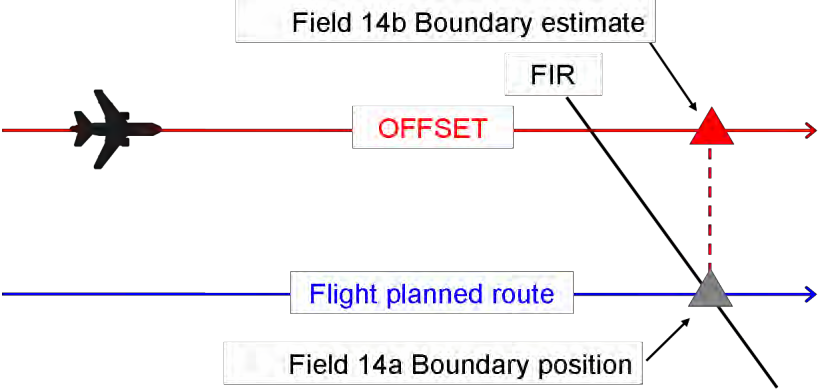 Field 14b Boundary estimate
FIR
OFFSET
Flight planned route
Field 14a Boundary position